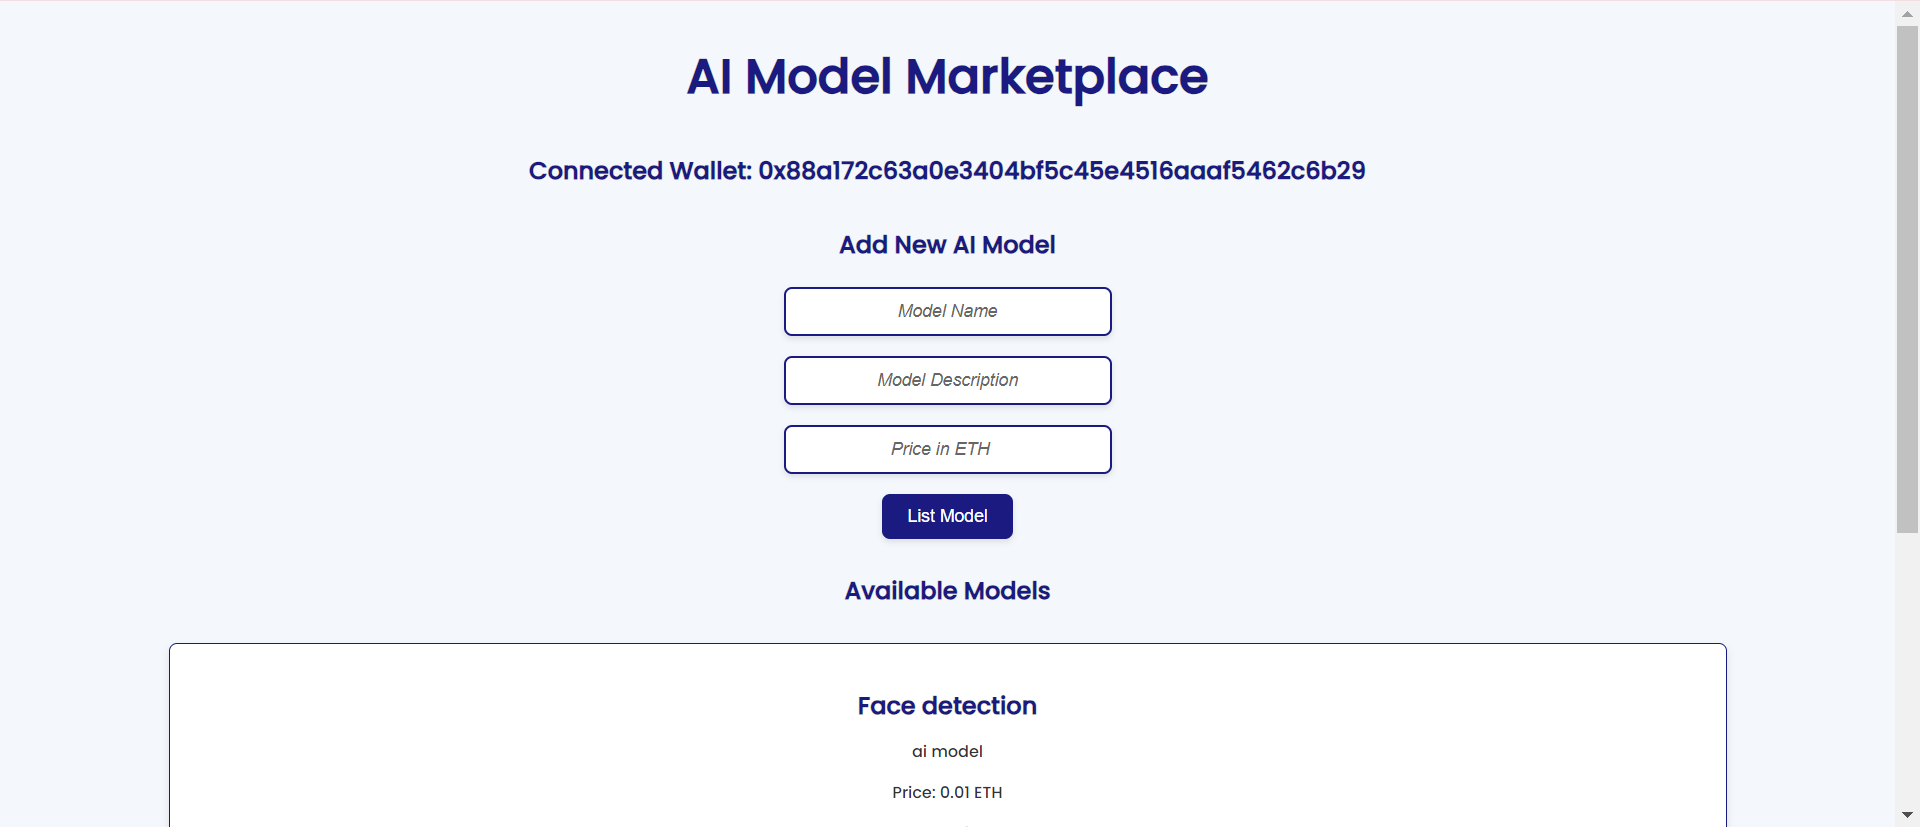 AI Model Marketplace
Connected Wallet: 0x88a172c63a0e3404bf5c45e4516aaaf5462c6b29
Add New AI Model
Model Name
Model Description
Price in ETH
List Model
Available Models
Face detection
ai model
Price: 0.01 ETH